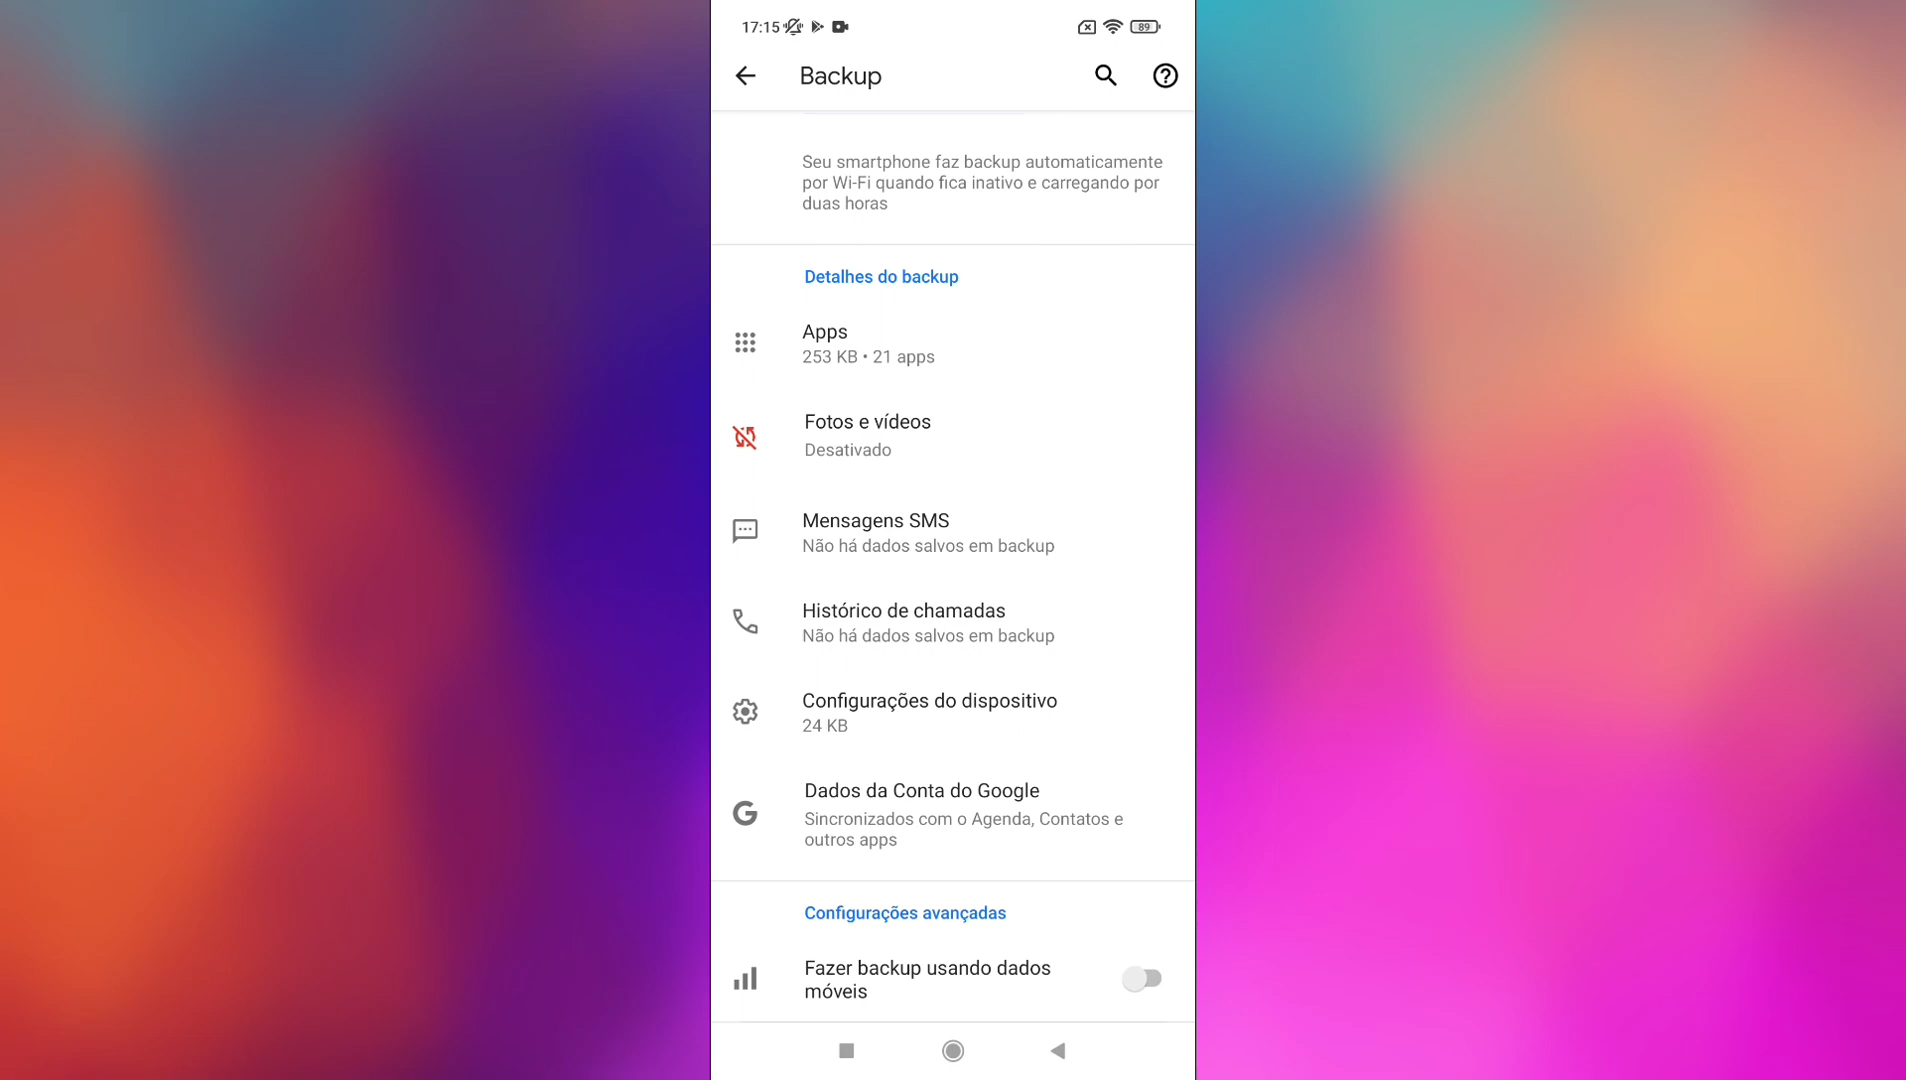 17:15
89
Backup
Seu smartphone faz backup automaticamente
por Wi-Fi quando fica inativo e carregando por
duas horas
Detalhes do backup
Apps
253 KB • 21 apps
Fotos e vídeos
Desativado
Mensagens SMS
Não há dados salvos em backup
Histórico de chamadas
Não há dados salvos em backup
Configurações do dispositivo
24 KB
Dados da Conta do Google
Sincronizados com o Agenda, Contatos e
outros apps
Configurações avançadas
Fazer backup usando dados
móveis